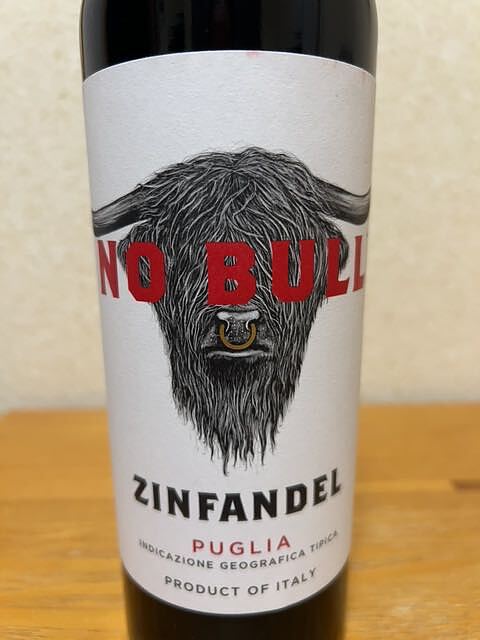 NO BULL
ZINFANDEL
PUGLIA
INDICAZIONE GEOGRAFICA TIPICA
PRODUCT OF ITALY